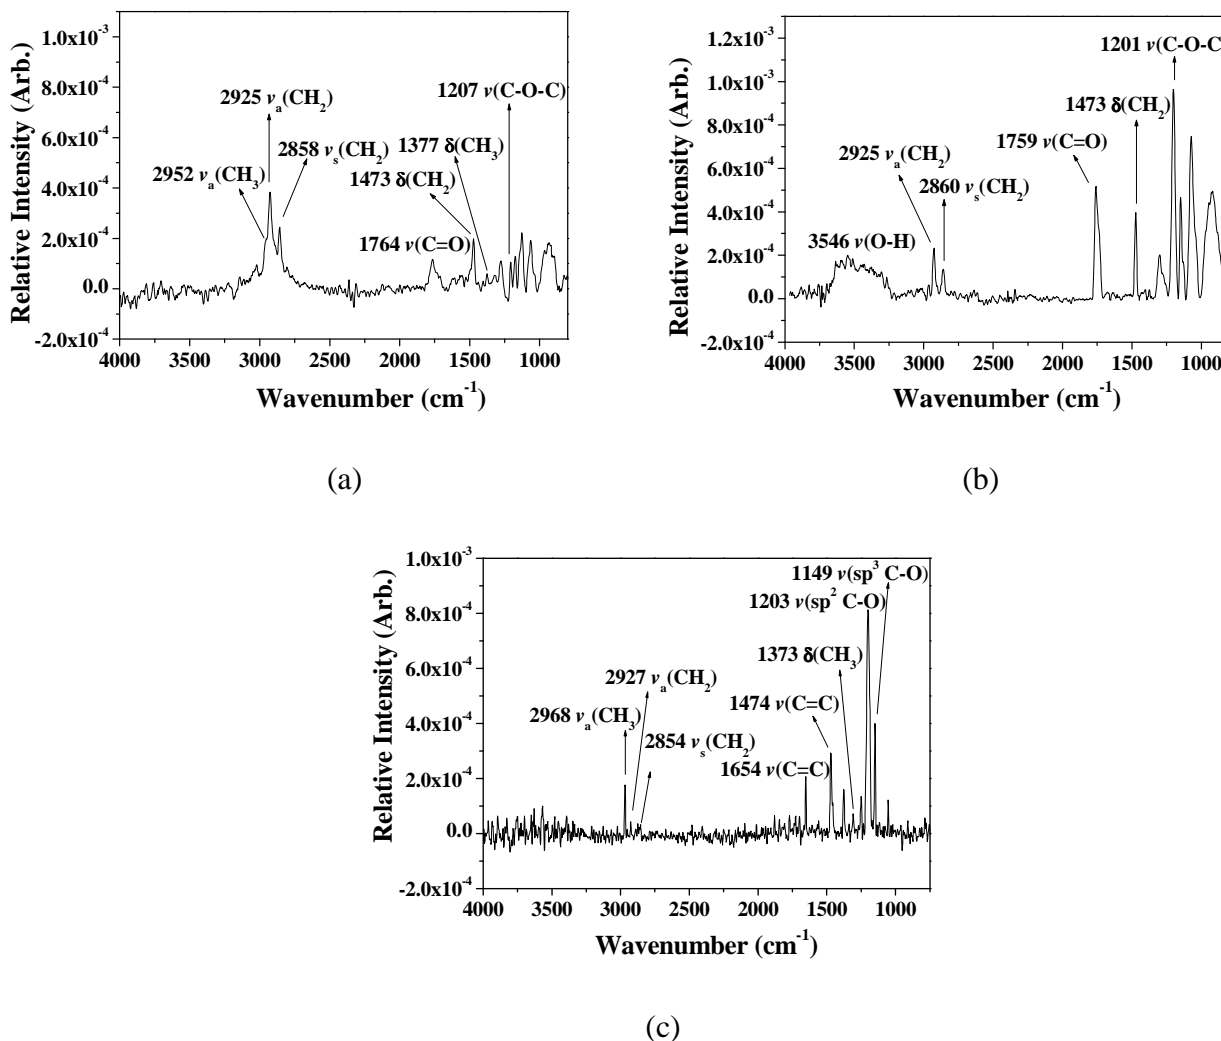 Relative Intensity (Arb.)
1.0x10⁻³
8.0x10⁻⁴
6.0x10⁻⁴
4.0x10⁻⁴
2.0x10⁻⁴
0.0
-2.0x10⁻⁴
2925 νₐ(CH₂)
2858 νₛ(CH₂)
2952 νₐ(CH₃)
1207 ν(C-O-C)
1377 δ(CH₃)
1473 δ(CH₂)
1764 ν(C=O)
4000 3500 3000 2500 2000 1500 1000
Wavenumber (cm⁻¹)
(a)
Relative Intensity (Arb.)
1.2x10⁻³
1.0x10⁻³
8.0x10⁻⁴
6.0x10⁻⁴
4.0x10⁻⁴
2.0x10⁻⁴
0.0
-2.0x10⁻⁴
1201 ν(C-O-C
1473 δ(CH₂)
1759 ν(C=O)
2925 νₐ(CH₂)
2860 νₛ(CH₂)
3546 ν(O-H)
4000 3500 3000 2500 2000 1500 1000
Wavenumber (cm⁻¹)
(b)
Relative Intensity (Arb.)
1.0x10⁻³
8.0x10⁻⁴
6.0x10⁻⁴
4.0x10⁻⁴
2.0x10⁻⁴
0.0
-2.0x10⁻⁴
1149 ν(sp³ C-O)
1203 ν(sp² C-O)
1373 δ(CH₃)
2927 νₐ(CH₂)
1474 ν(C=C)
2968 νₐ(CH₃)
2854 νₛ(CH₂)
1654 ν(C=C)
4000 3500 3000 2500 2000 1500 1000
Wavenumber (cm⁻¹)
(c)